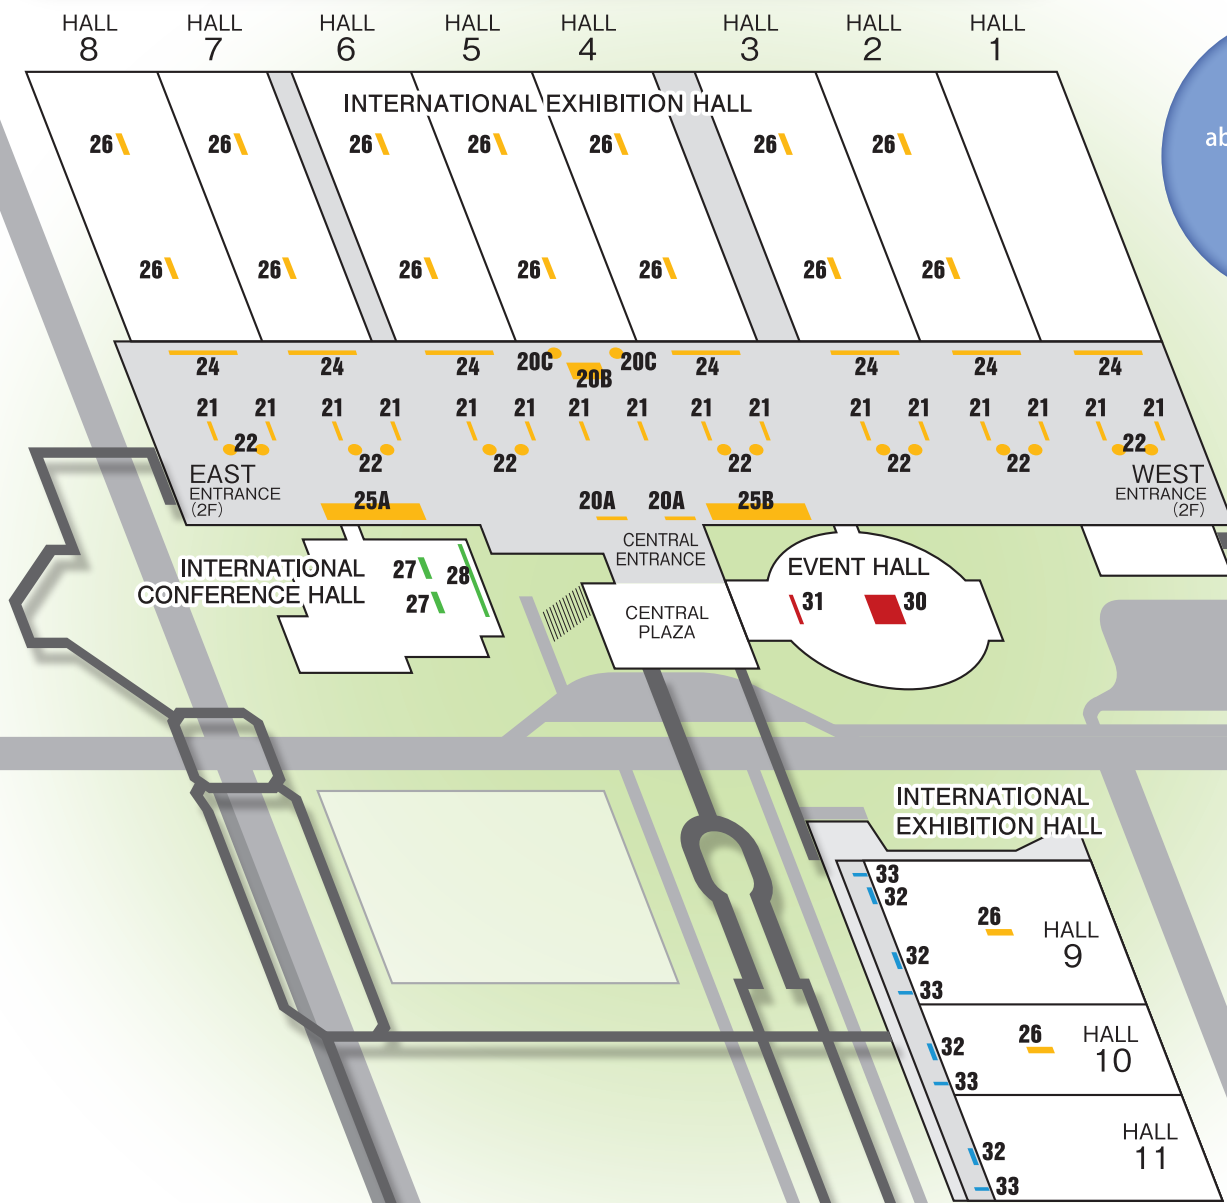 HALL 8
HALL 7
HALL 6
HALL 5
HALL 4
HALL 3
HALL 2
HALL 1
INTERNATIONAL EXHIBITION HALL
ab
26 26 26 26 26 26 26
26 26 26 26 26 26 26
24 24 24 20C 20B 20C 24 24 24 24
21 21 21 21 21 21 21 21 21 21 21 21 21 21 21 21
22 22 22 22 22 22 22
EAST
ENTRANCE
(2F)
WEST
ENTRANCE
(2F)
25A 20A 20A 25B
CENTRAL
ENTRANCE
INTERNATIONAL
CONFERENCE HALL
27 28
27
EVENT HALL
31 30
CENTRAL
PLAZA
INTERNATIONAL
EXHIBITION HALL
33
32
26
HALL
9
32
33
26
HALL
10
32
33
HALL
11
32
33